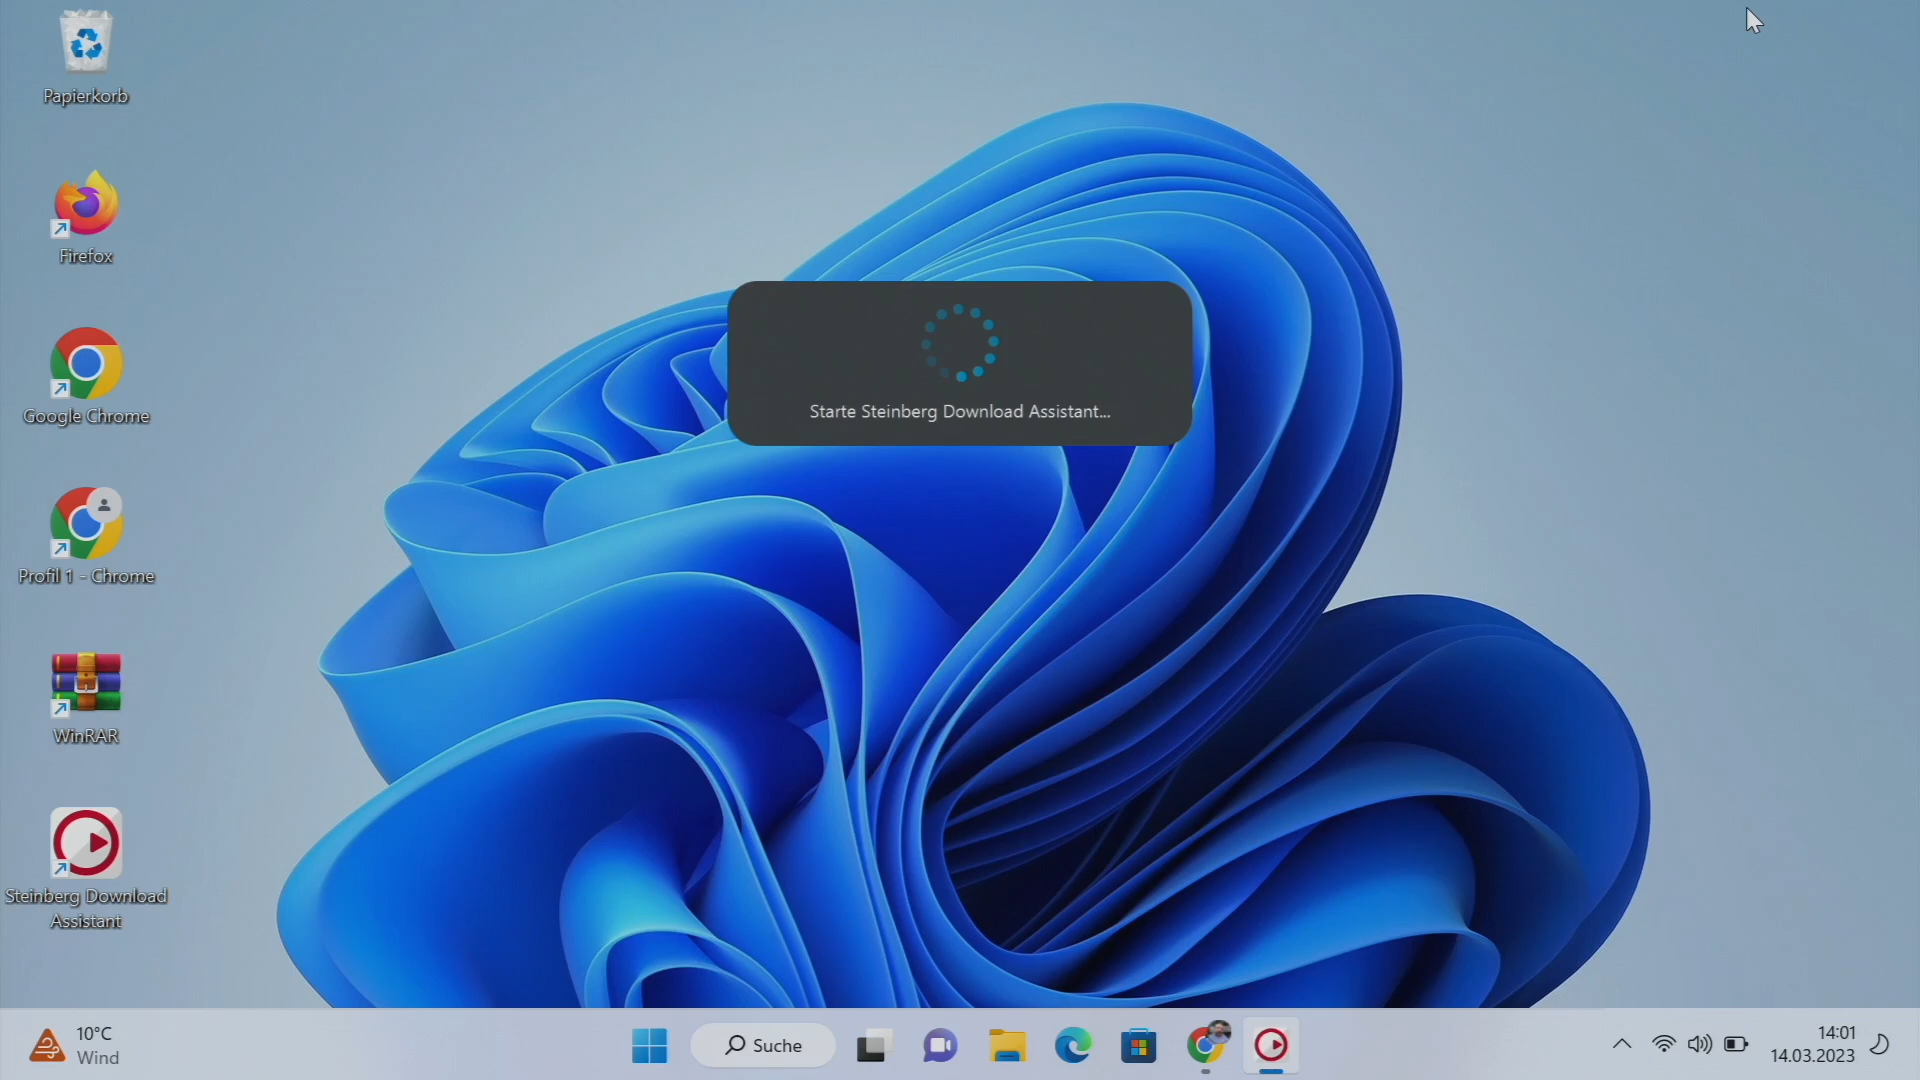 Papierkorb
Firefox
Google Chrome
Profil 1 - Chrome
WinRAR
Steinberg Download
Assistant
Starte Steinberg Download Assistant...
10°C
Wind
Suche
14:01
14.03.2023